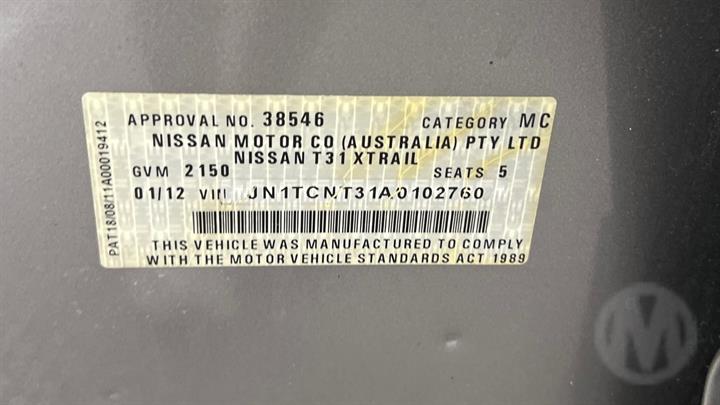 APPROVAL NO. 38546 CATEGORY MC
NISSAN MOTOR CO (AUSTRALIA) PTY LTD
NISSAN T31 XTRAIL
GVM 2150 SEATS 5
01/12 VIN JN1TCNT31A0102760
THIS VEHICLE WAS MANUFACTURED TO COMPLY
WITH THE MOTOR VEHICLE STANDARDS ACT 1989
PAT18/08/11A00019412
M